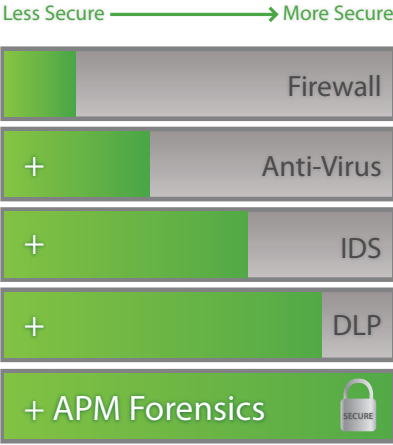 Less Secure More Secure
Firewall
+ Anti-Virus
+ IDS
+ DLP
+ APM Forensics SECURE